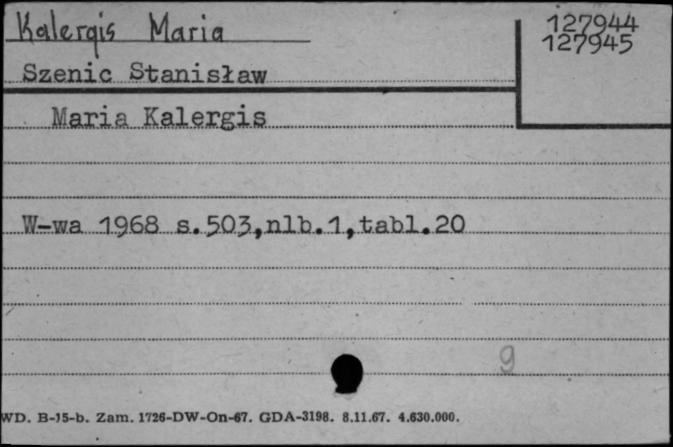 Kalergis Maria
127944
127945
Szenic Stanisław
Maria Kalergis
W-wa 1968 s.503,nlb.1,tabl.20
9
WD. B-15-b. Zam. 1726-DW-On-67. GDA-3198. 8.11.67. 4.630.000.